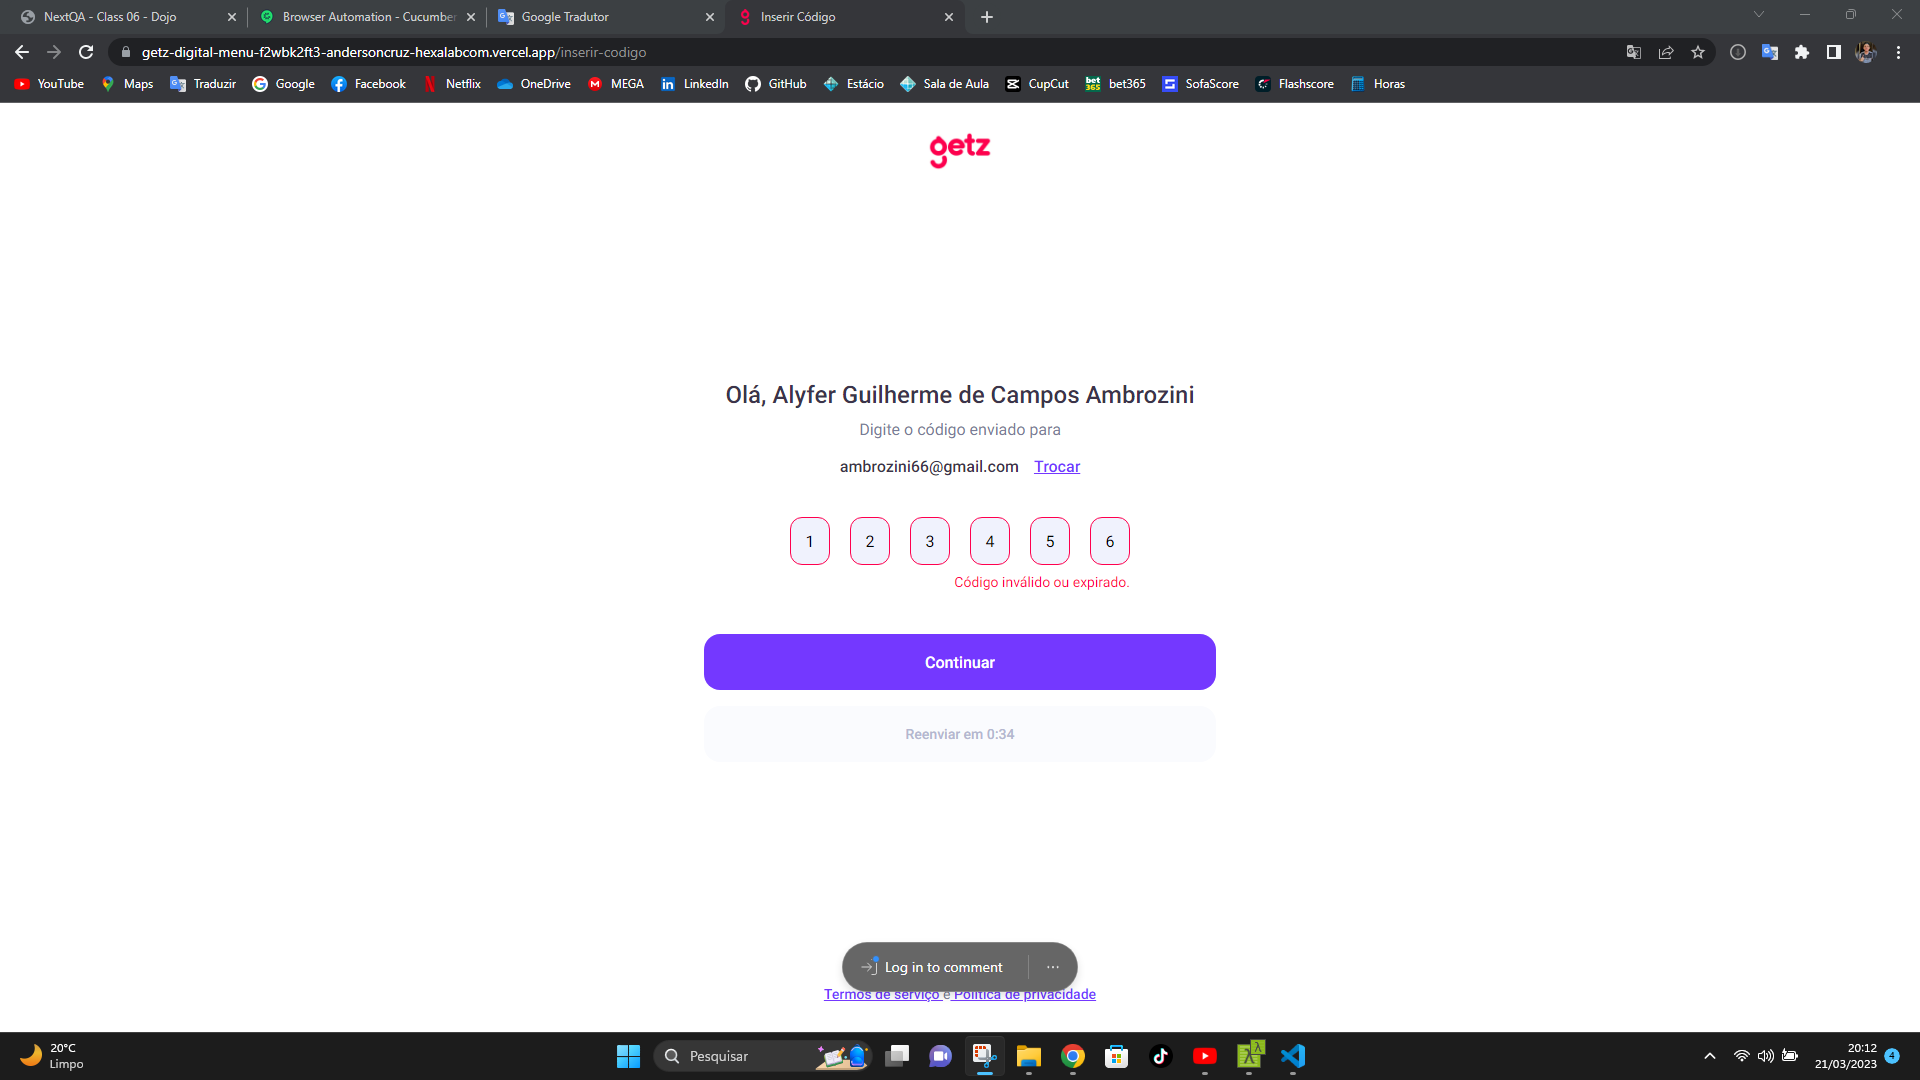 NextQA - Class 06 - Dojo
Browser Automation - Cucumber
Google Tradutor
Inserir Código
getz-digital-menu-f2wbk2ft3-andersoncruz-hexalabcom.vercel.app/inserir-codigo
YouTube
Maps
Traduzir
Google
Facebook
Netflix
OneDrive
MEGA
LinkedIn
GitHub
Estácio
Sala de Aula
CupCut
bet365
bet365
SofaScore
Flashscore
Horas
getz
Olá, Alyfer Guilherme de Campos Ambrozini
Digite o código enviado para
ambrozini66@gmail.com Trocar
1 2 3 4 5 6
Código inválido ou expirado.
Continuar
Reenviar em 0:34
Log in to comment
Termos de serviço e Política de privacidade
20°C
Limpo
Pesquisar
20:12
21/03/2023
4